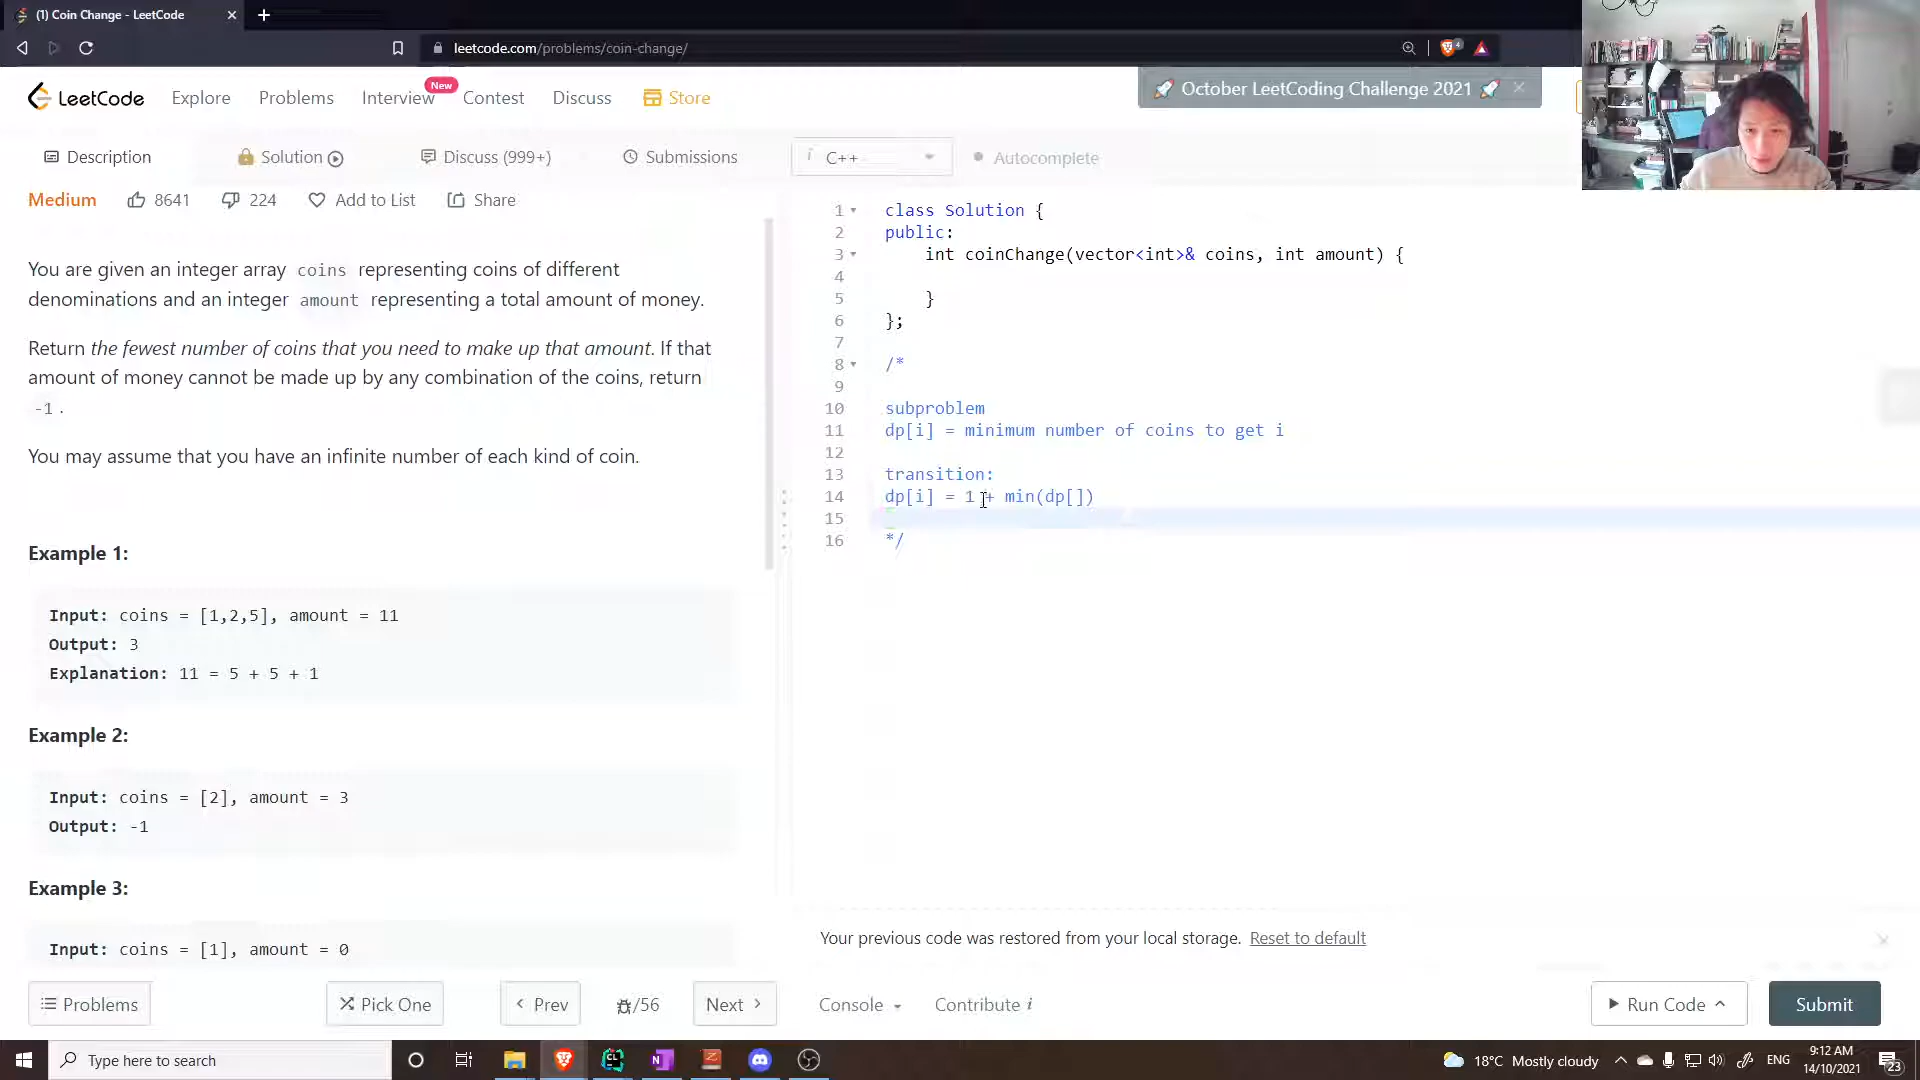 (1) Coin Change - LeetCode
leetcode.com/problems/coin-change/
4
LeetCode
Explore
Problems
Interview
New
Contest
Discuss
Store
October LeetCoding Challenge 2021
Description
Solution
Discuss (999+)
Submissions
i C++
Autocomplete
Medium
8641
224
Add to List
Share
You are given an integer array coins representing coins of different
denominations and an integer amount representing a total amount of money.
Return the fewest number of coins that you need to make up that amount. If that
amount of money cannot be made up by any combination of the coins, return
-1 .
You may assume that you have an infinite number of each kind of coin.
Example 1:
Input: coins = [1,2,5], amount = 11
Output: 3
Explanation: 11 = 5 + 5 + 1
Example 2:
Input: coins = [2], amount = 3
Output: -1
Example 3:
Input: coins = [1], amount = 0
1 class Solution {
2 public:
3 int coinChange(vector<int>& coins, int amount) {
4
5 }
6 };
7
8 /*
9
10 subproblem
11 dp[i] = minimum number of coins to get i
12
13 transition:
14 dp[i] = 1 + min(dp[])
15
16 */
Your previous code was restored from your local storage. Reset to default
Problems
Pick One
Prev
/56
Next
Console
Contribute i
Run Code
Submit
Type here to search
18°C Mostly cloudy
ENG
9:12 AM
14/10/2021
23